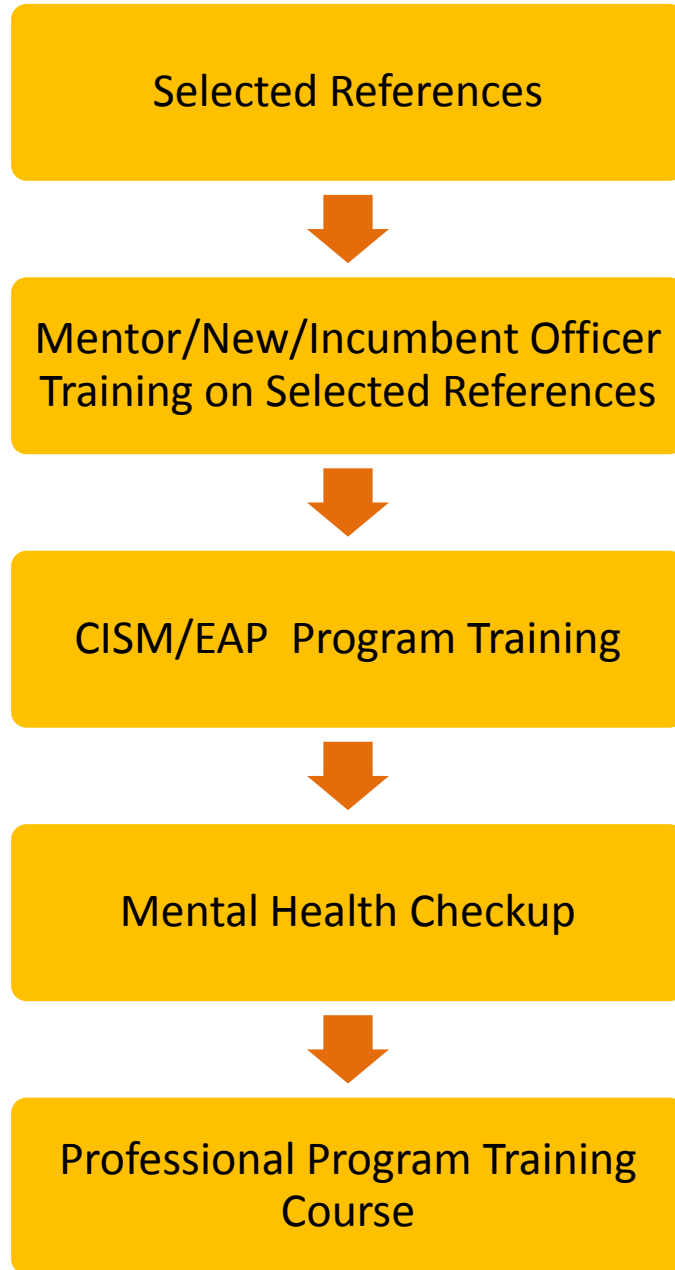 Selected References
Mentor/New/Incumbent Officer
Training on Selected References
CISM/EAP  Program Training
Mental Health Checkup
Professional Program Training
Course